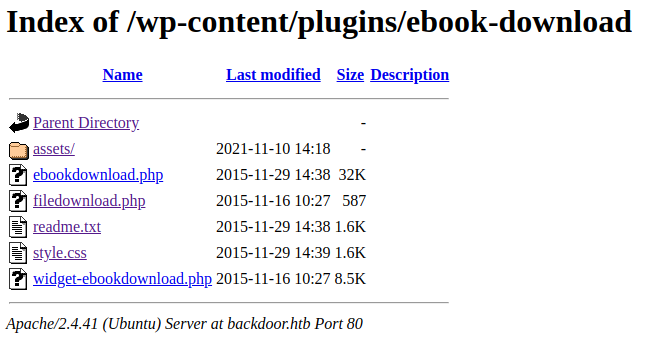 Index of /wp-content/plugins/ebook-download
Name Last modified Size Description
Parent Directory -
assets/ 2021-11-10 14:18 -
ebookdownload.php 2015-11-29 14:38 32K
filedownload.php 2015-11-16 10:27 587
readme.txt 2015-11-29 14:38 1.6K
style.css 2015-11-29 14:39 1.6K
widget-ebookdownload.php 2015-11-16 10:27 8.5K
Apache/2.4.41 (Ubuntu) Server at backdoor.htb Port 80